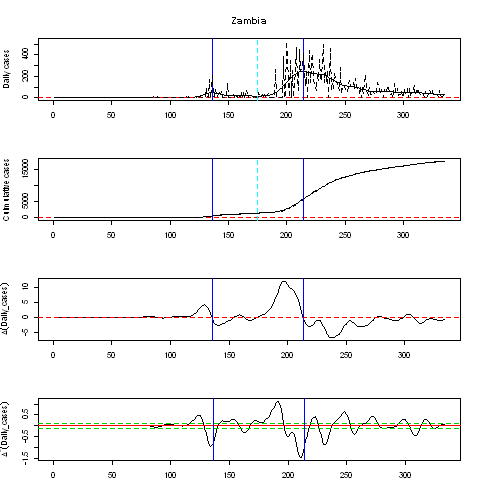 Zambia
Daily cases
0 200 400
0 50 100 150 200 250 300
Cumulative cases
0 5000 15000
0 50 100 150 200 250 300
Δ(Daily_cases)
-5 0 5 10
0 50 100 150 200 250 300
-1.5 -0.5 0.5
0 50 100 150 200 250 300